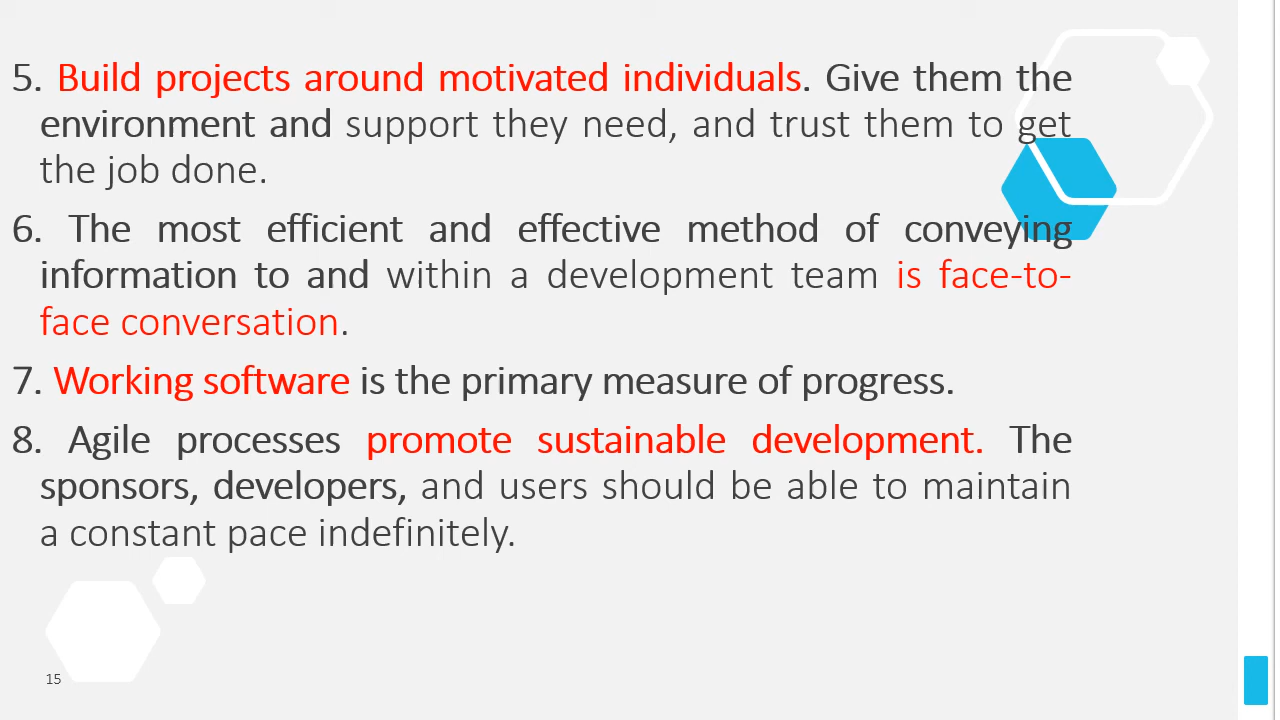 5. Build projects around motivated individuals. Give them the
environment and support they need, and trust them to get
the job done.
6. The most efficient and effective method of conveying
information to and within a development team is face-to-
face conversation.
7. Working software is the primary measure of progress.
8. Agile processes promote sustainable development. The
sponsors, developers, and users should be able to maintain
a constant pace indefinitely.
15